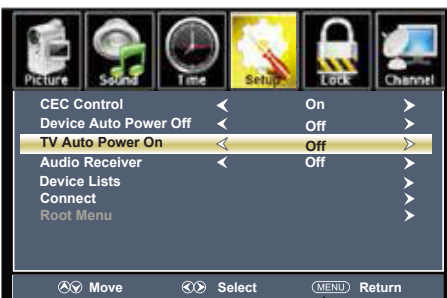 Picture Sound Time Setup Lock Channel
CEC Control On
Device Auto Power Off Off
TV Auto Power On Off
Audio Receiver Off
Device Lists
Connect
Root Menu
Move Select MENU Return